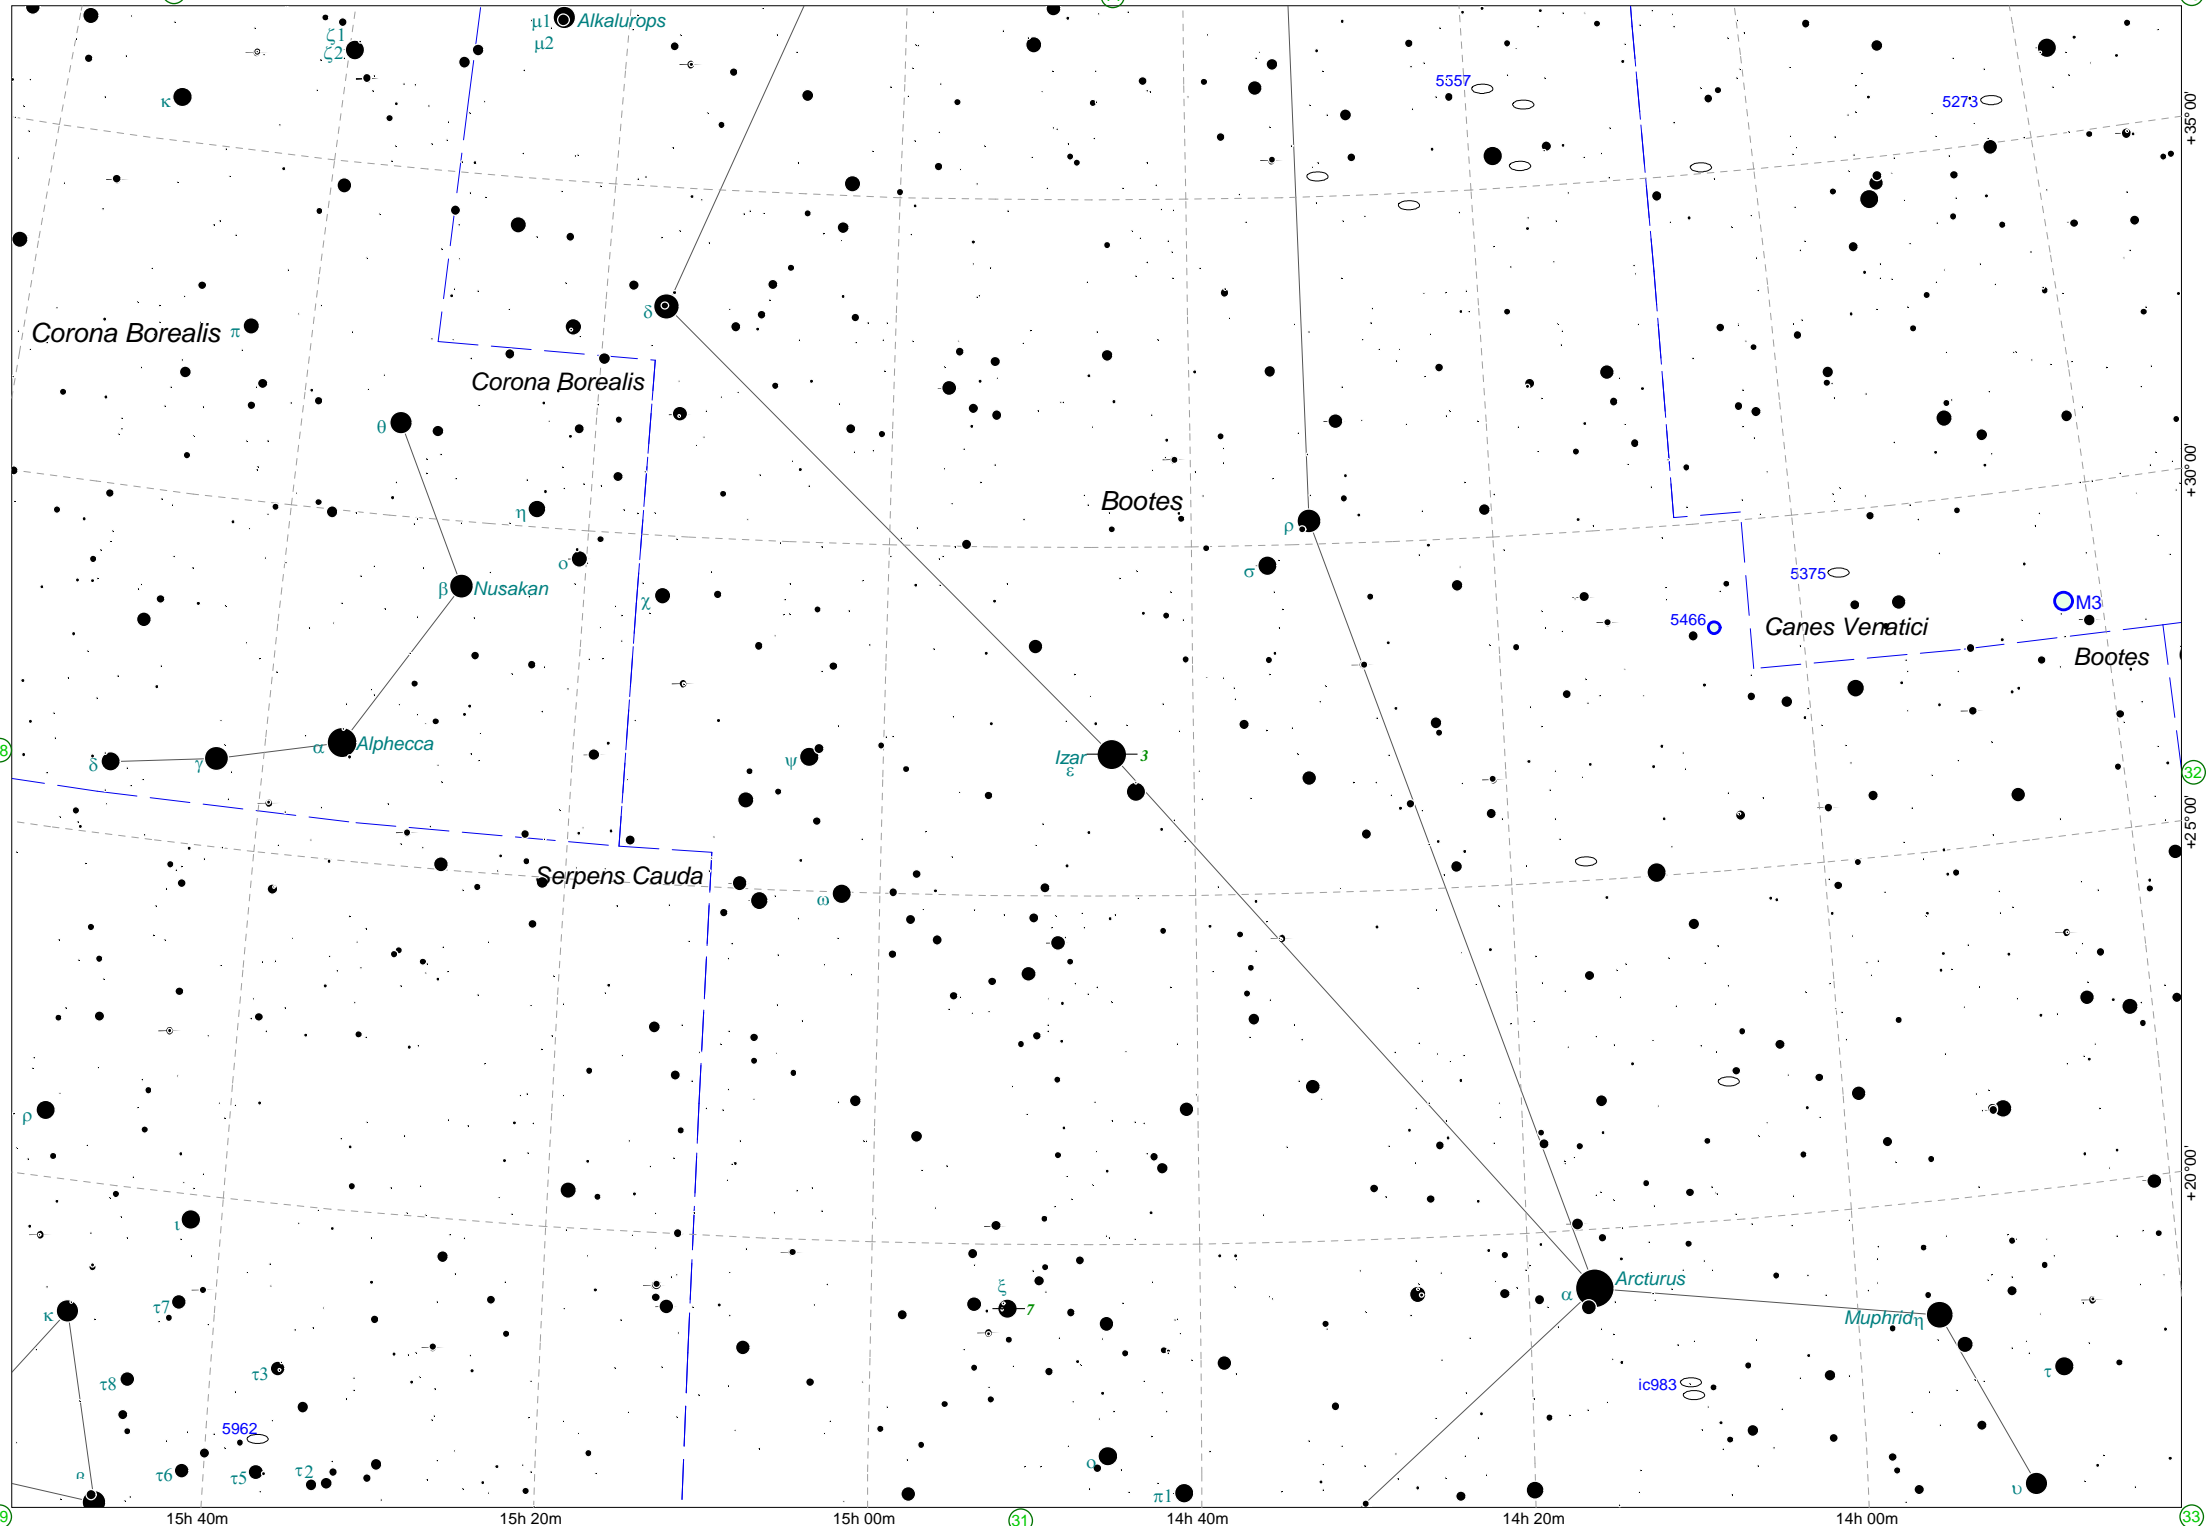 μ1 Alkalurops
μ2
ζ1
ζ2
κ
5557
5273
+35°00'
δ
Corona Borealis π
Corona Borealis
θ
η
Bootes
ρ
+30°00'
ο
σ
β Nusakan
χ
5375
M3
5466
Canes Venatici
Bootes
α Alphecca
δ
γ
ψ
Izar
ε
3
32
+25°00'
Serpens Cauda
ω
ρ
+20°00'
ι
ξ
7
Arcturus
α
κ
τ7
Muphrid η
τ8
τ3
ic983
τ
5962
τ6
τ5
τ2
ο
π1
υ
15h 40m
15h 20m
15h 00m
31
14h 40m
14h 20m
14h 00m
33